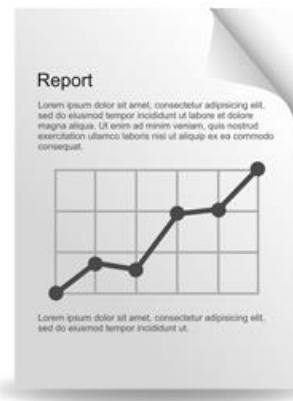 Report
Lorem ipsum dolor sit amet, consectetur adipisicing elit,
sed do eiusmod tempor incididunt ut labore et dolore
magna aliqua. Ut enim ad minim veniam, quis nostrud
exercitation ullamco laboris nisi ut aliquip ex ea commodo
consequat.
Lorem ipsum dolor sit amet, consectetur adipisicing elit,
sed do eiusmod tempor incididunt ut.